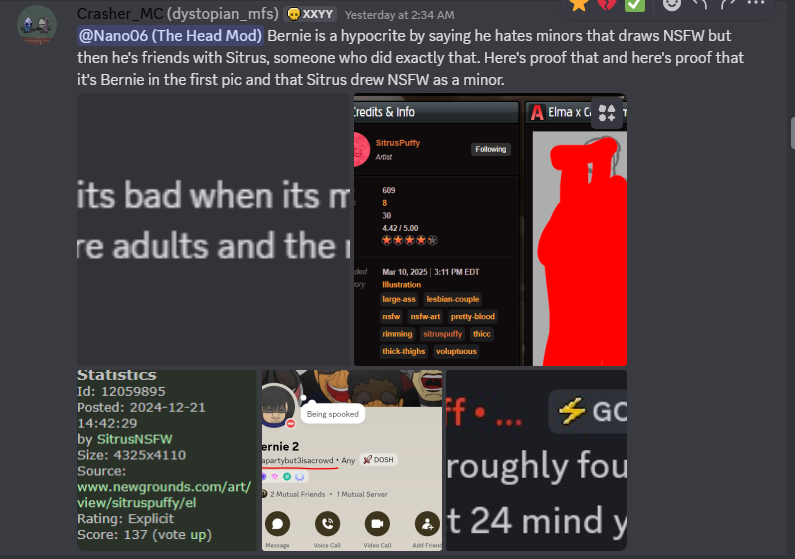 Crasher_MC (dystopian_mfs) XXYY Yesterday at 2:34 AM
@Nano06 (The Head Mod) Bernie is a hypocrite by saying he hates minors that draws NSFW but
then he's friends with Sitrus, someone who did exactly that. Here's proof that and here's proof that
it's Bernie in the first pic and that Sitrus drew NSFW as a minor.
its bad when its m
re adults and the
Credits & Info
SitrusPuffy
Artist
Following
609
8
30
4.42 / 5.00
Mar 10, 2025 | 3:11 PM EDT
Illustration
large-ass lesbian-couple
nsfw nsfw-art pretty-blood
rimming sitruspuffy thicc
thick-thighs voluptuous
Elma x C
Statistics
Id: 12059895
Posted: 2024-12-21
14:42:29
by SitrusNSFW
Size: 4325x4110
Source:
www.newgrounds.com/art/
view/sitruspuffy/el
Rating: Explicit
Score: 137 (vote up)
Being spooked
ernie 2
apartybut3isacrowd • Any DOSH
2 Mutual Friends • 1 Mutual Server
Message Voice Call Video Call Add Friend
ff • ... GO
roughly fou
t 24 mind y